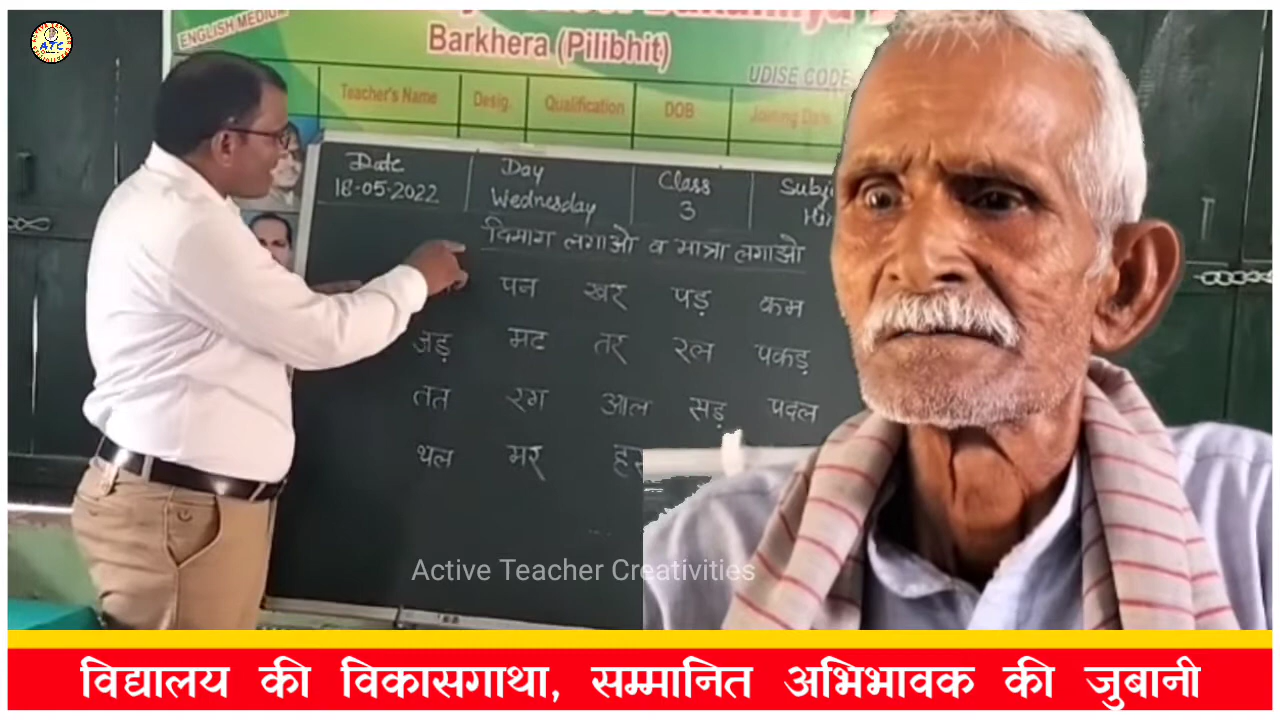 ATC
ENGLISH MEDIUM
Barkhera (Pilibhit)
UDISE CODE
Teacher's Name Desig. Qualification DOB Joining Date
Date Day Class
18-05-2022 Wednesday 3
दिमाग लगाओ व मात्रा लगाओ
पन खर पड़ कम
जड़ मट तर रल पकड़
तत रग आल सड़ पदल
थल मर हस
Active Teacher Creativities
विद्यालय की विकासगाथा, सम्मानित अभिभावक की जुबानी